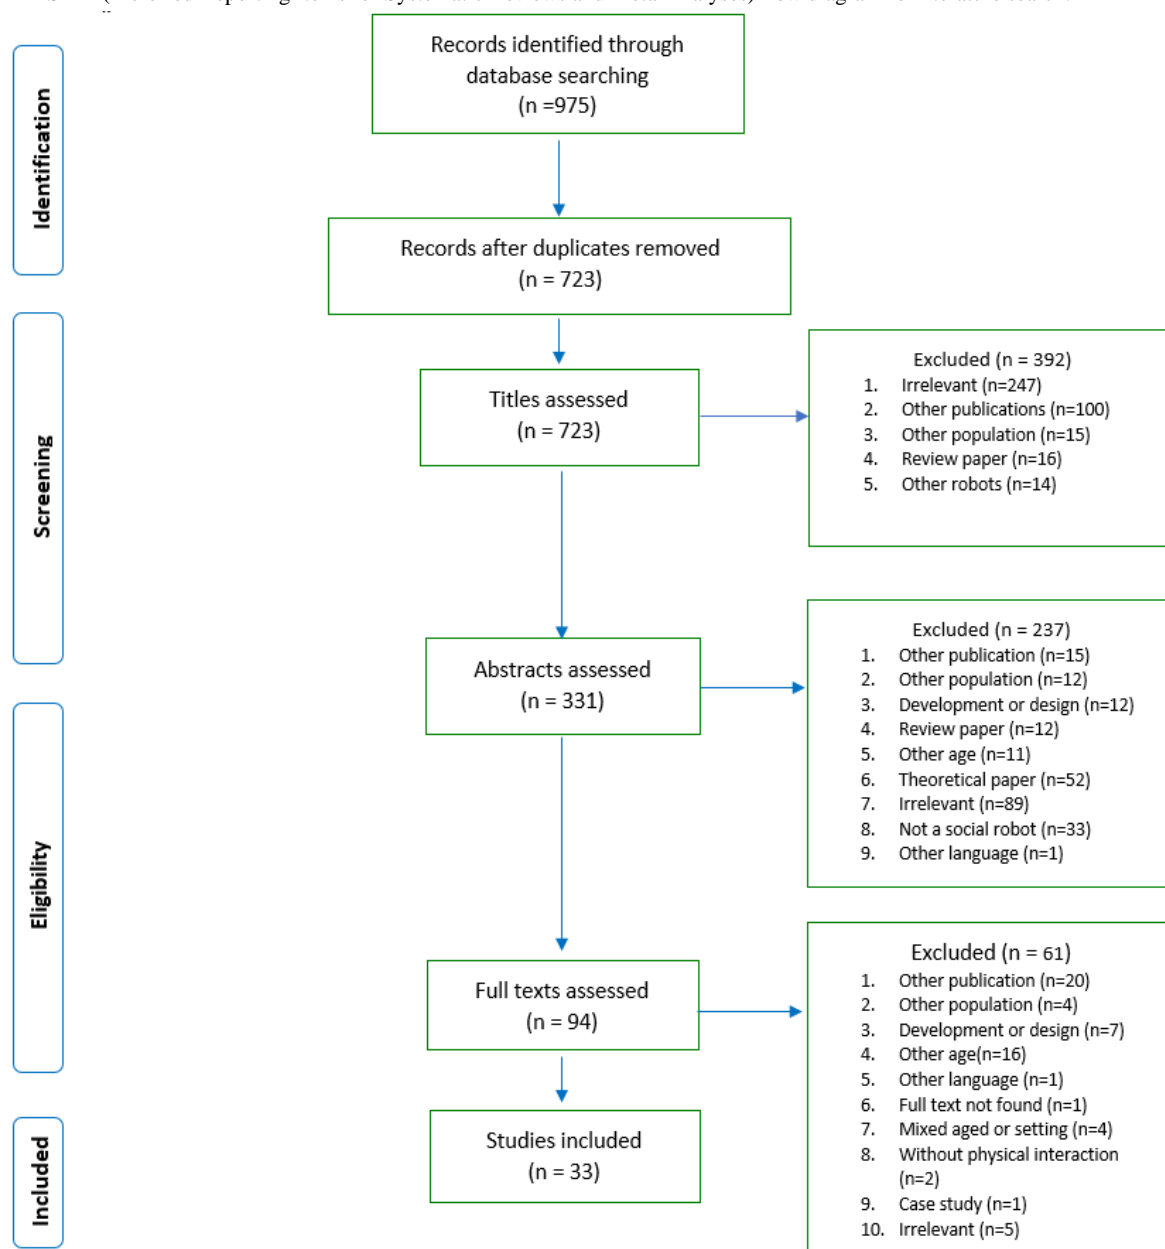 Records identified through
database searching
(n =975)
Identification
Records after duplicates removed
(n = 723)
Titles assessed
(n = 723)
Excluded (n = 392)
1. Irrelevant (n=247)
2. Other publications (n=100)
3. Other population (n=15)
4. Review paper (n=16)
5. Other robots (n=14)
Screening
Abstracts assessed
(n = 331)
Excluded (n = 237)
1. Other publication (n=15)
2. Other population (n=12)
3. Development or design (n=12)
4. Review paper (n=12)
5. Other age (n=11)
6. Theoretical paper (n=52)
7. Irrelevant (n=89)
8. Not a social robot (n=33)
9. Other language (n=1)
Eligibility
Full texts assessed
(n = 94)
Excluded (n = 61)
1. Other publication (n=20)
2. Other population (n=4)
3. Development or design (n=7)
4. Other age(n=16)
5. Other language (n=1)
6. Full text not found (n=1)
7. Mixed aged or setting (n=4)
8. Without physical interaction
(n=2)
9. Case study (n=1)
10. Irrelevant (n=5)
Included
Studies included
(n = 33)